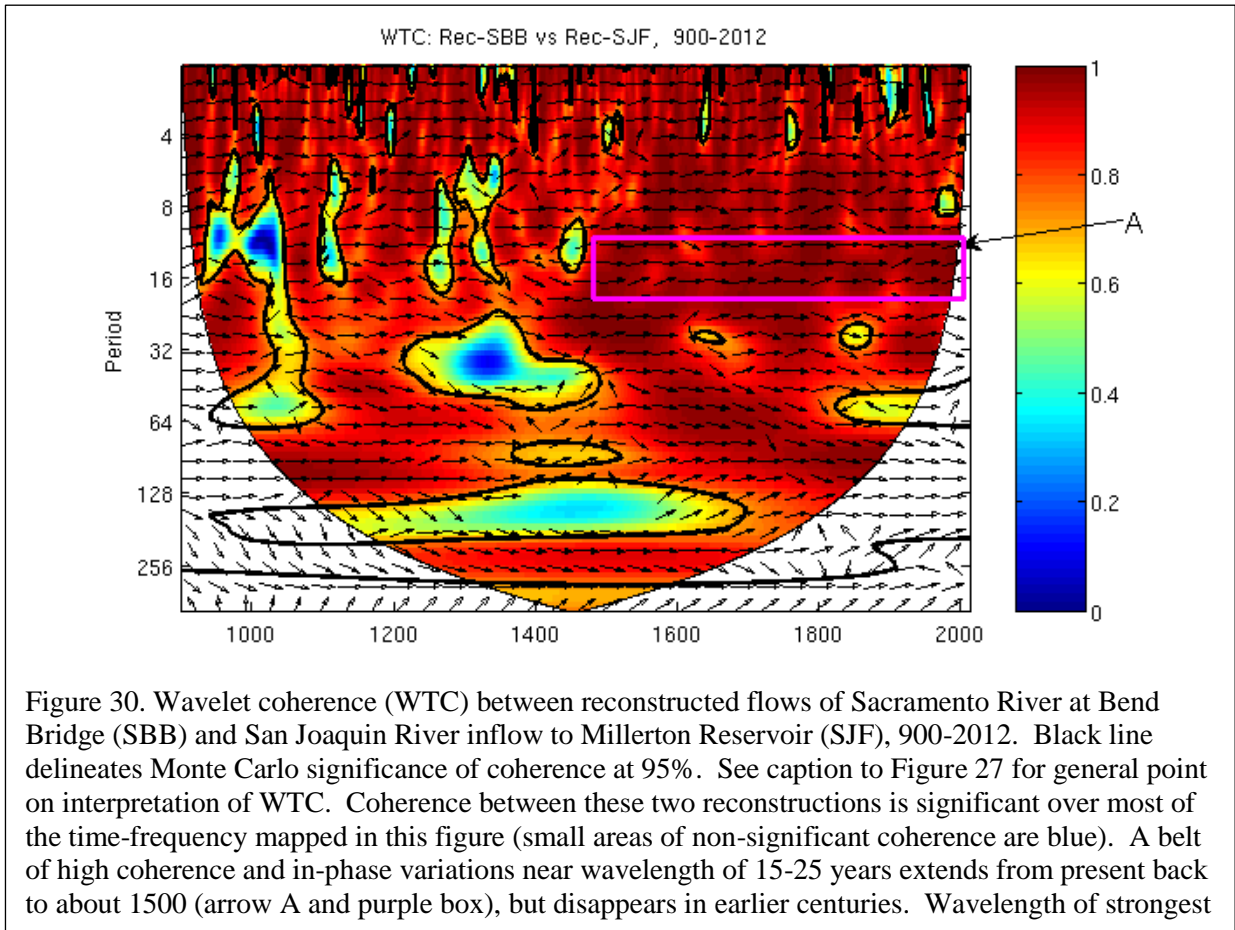 WTC: Rec-SBB vs Rec-SJF, 900-2012
Period
4
8
16
32
64
128
256
1000
1200
1400
1600
1800
2000
1
0.8
0.6
0.4
0.2
0
A
Figure 30. Wavelet coherence (WTC) between reconstructed flows of Sacramento River at Bend
Bridge (SBB) and San Joaquin River inflow to Millerton Reservoir (SJF), 900-2012. Black line
delineates Monte Carlo significance of coherence at 95%. See caption to Figure 27 for general point
on interpretation of WTC. Coherence between these two reconstructions is significant over most of
the time-frequency mapped in this figure (small areas of non-significant coherence are blue). A belt
of high coherence and in-phase variations near wavelength of 15-25 years extends from present back
to about 1500 (arrow A and purple box), but disappears in earlier centuries. Wavelength of strongest